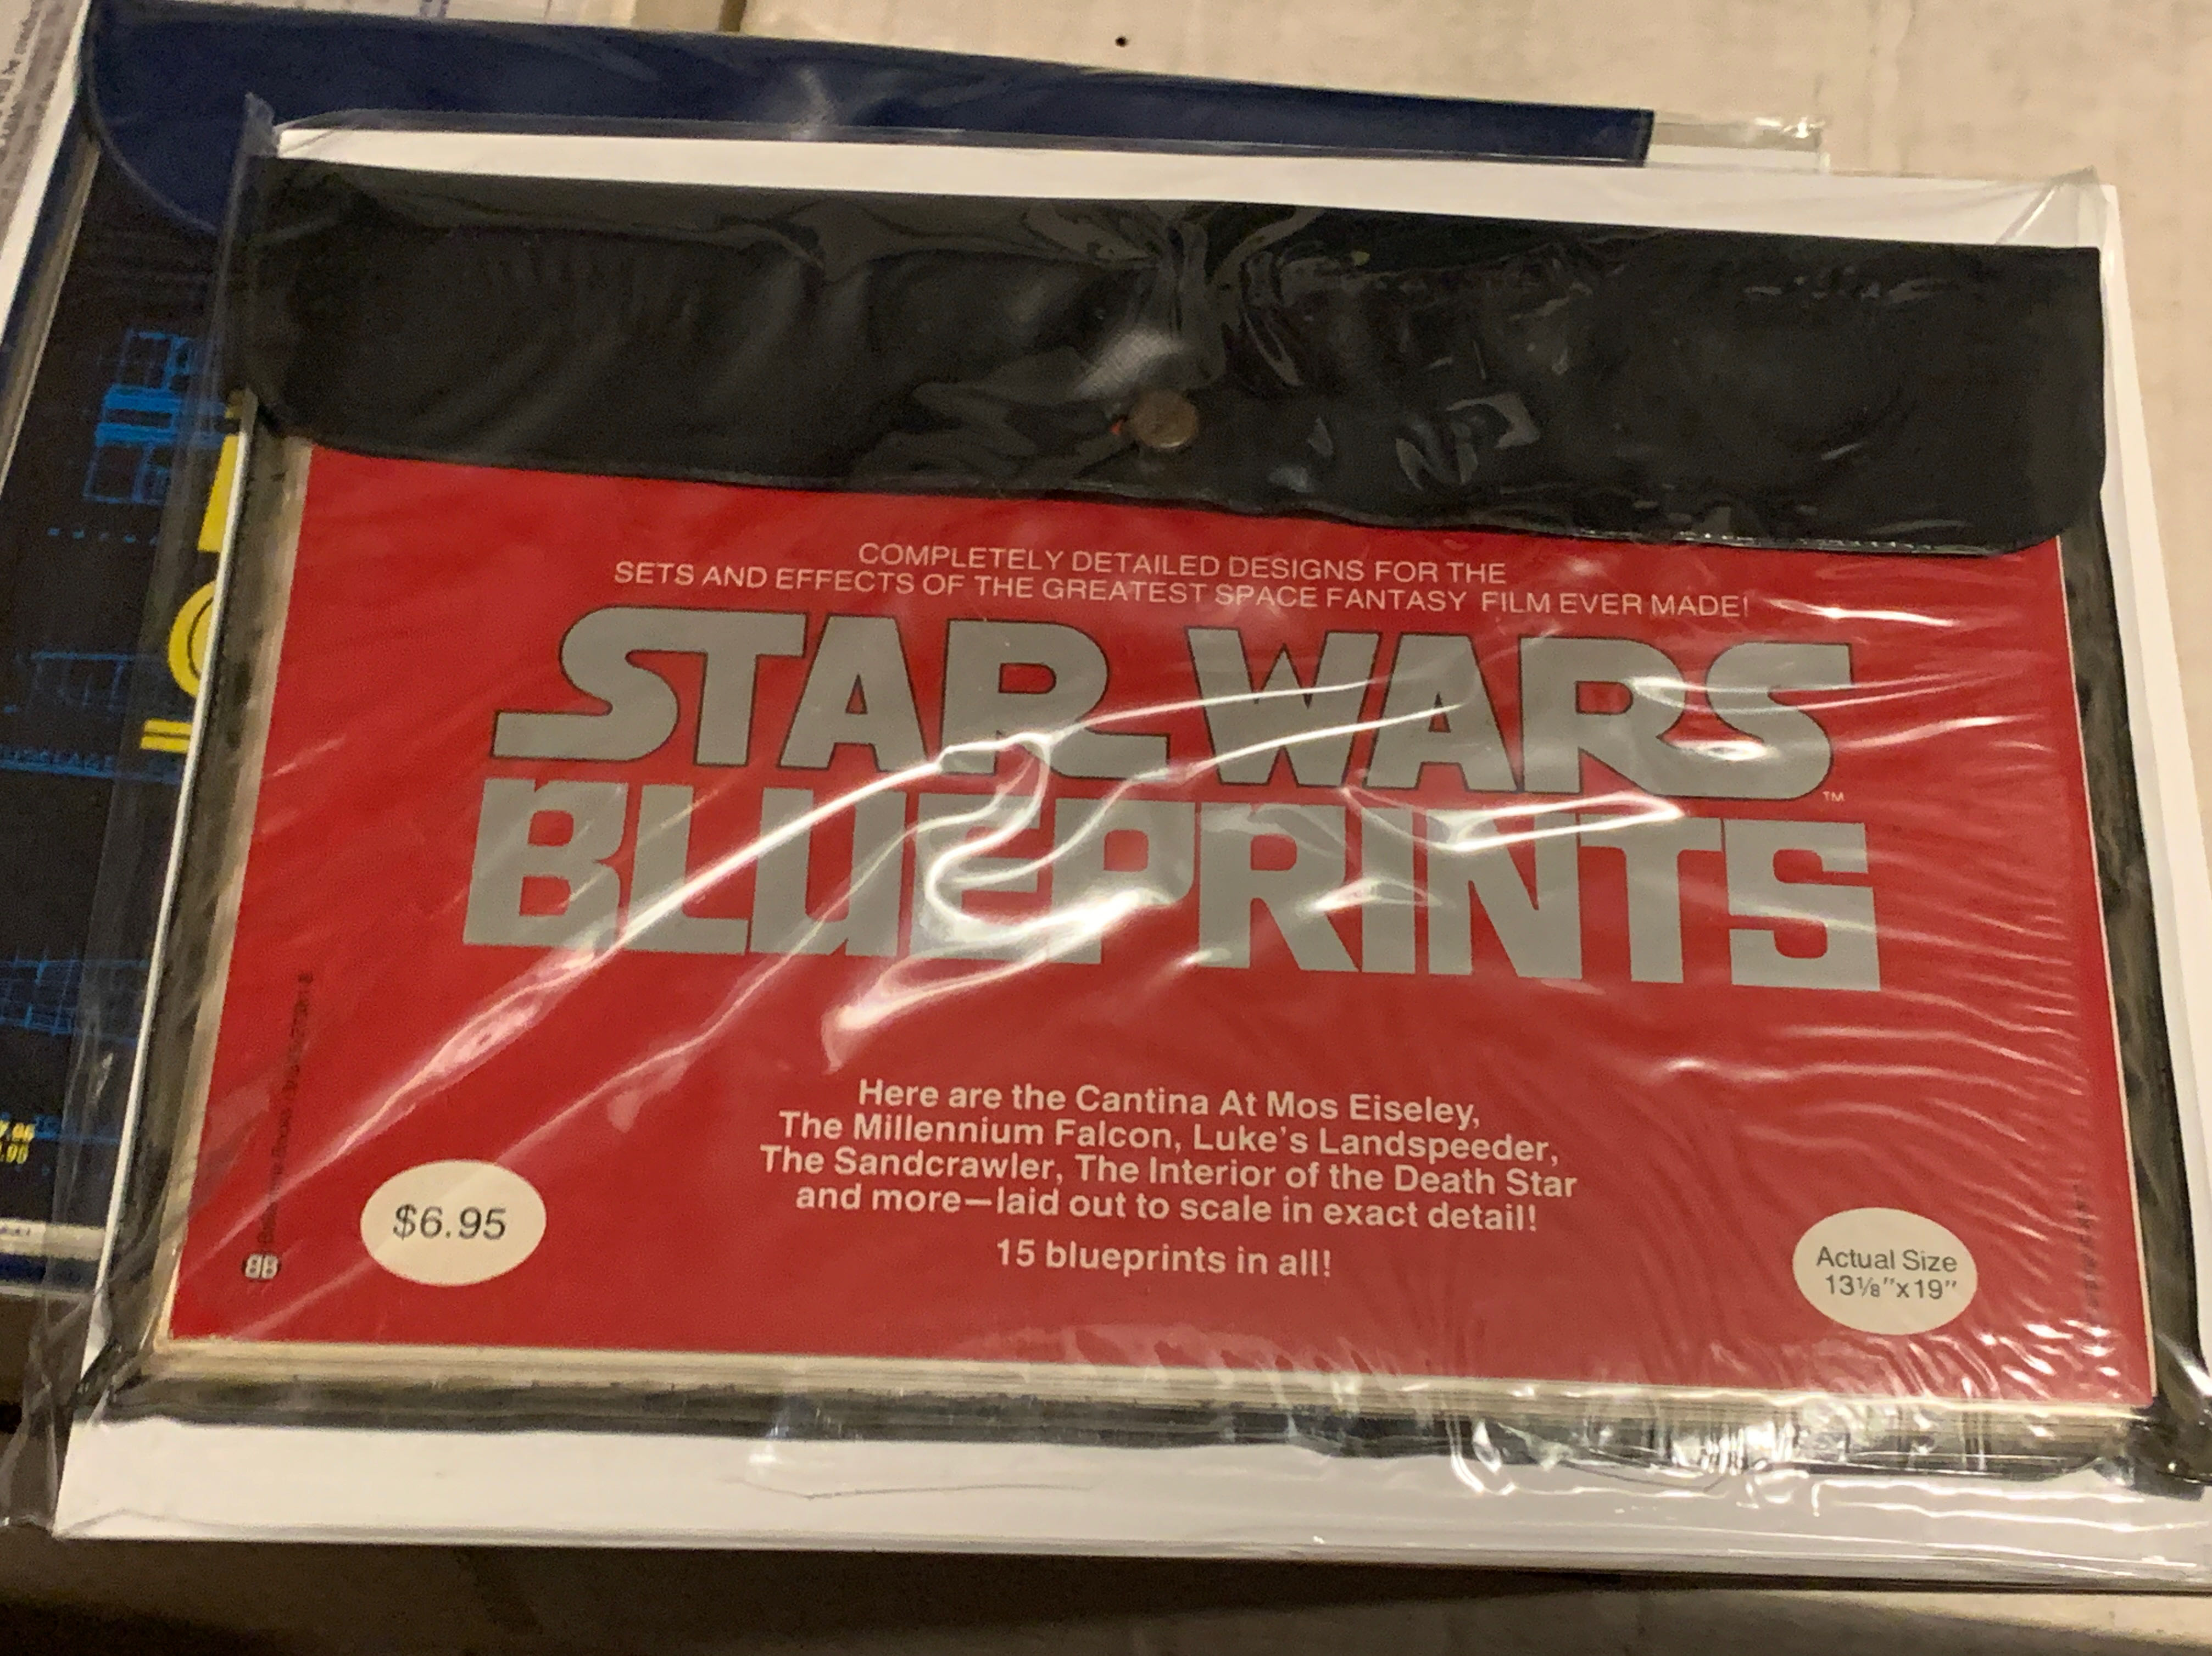 COMPLETELY DETAILED DESIGNS FOR THE
SETS AND EFFECTS OF THE GREATEST SPACE FANTASY FILM EVER MADE!
STAR WARS
TM
BLUEPRINTS
Here are the Cantina At Mos Eiseley,
The Millennium Falcon, Luke's Landspeeder,
The Sandcrawler, The Interior of the Death Star
and more—laid out to scale in exact detail!
15 blueprints in all!
$6.95
Actual Size
13⅛"x19"
BB